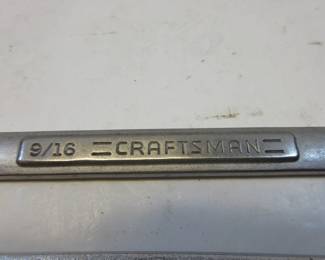 9/16 =CRAFTSMAN=